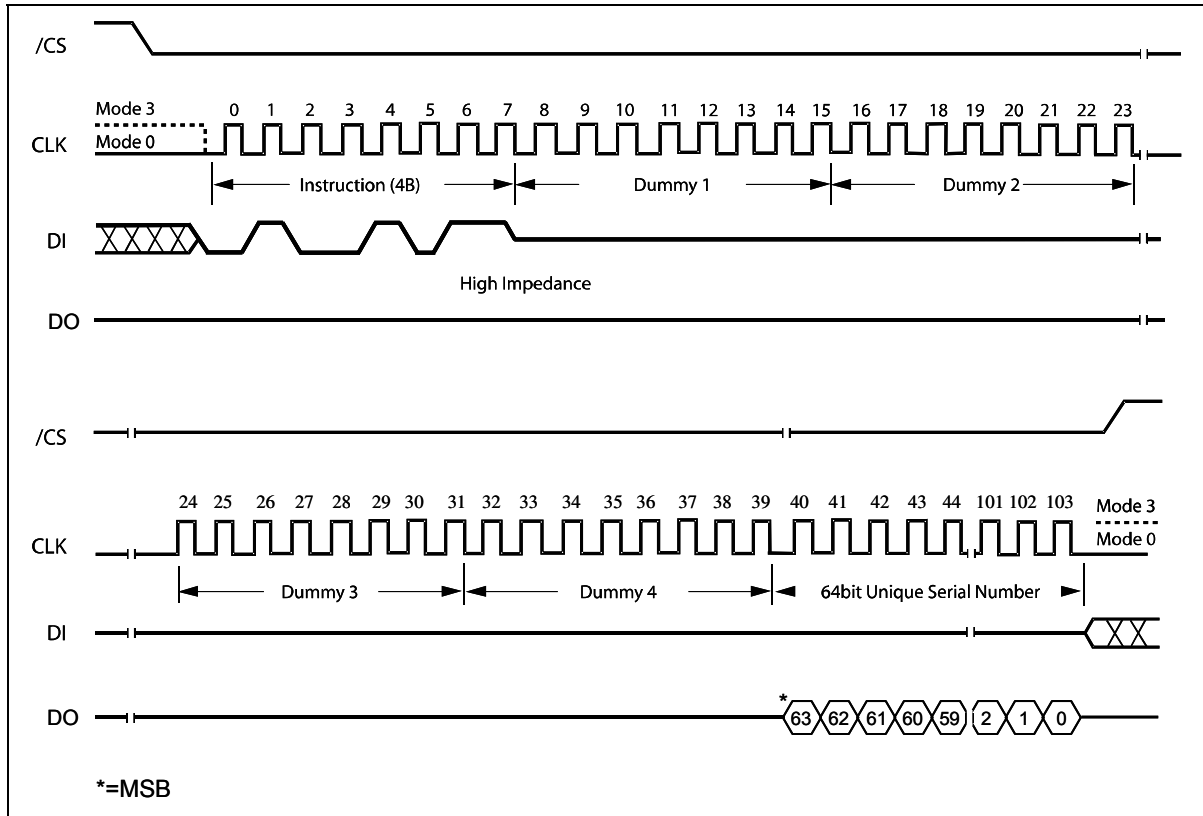 /CS
Mode 3
0 1 2 3 4 5 6 7 8 9 10 11 12 13 14 15 16 17 18 19 20 21 22 23
CLK
Mode 0
Instruction (4B) Dummy 1 Dummy 2
DI
High Impedance
DO
/CS
24 25 26 27 28 29 30 31 32 33 34 35 36 37 38 39 40 41 42 43 44 101 102 103
Mode 3
CLK
Mode 0
Dummy 3 Dummy 4 64bit Unique Serial Number
DI
*
DO 63 62 61 60 59 2 1 0
*=MSB